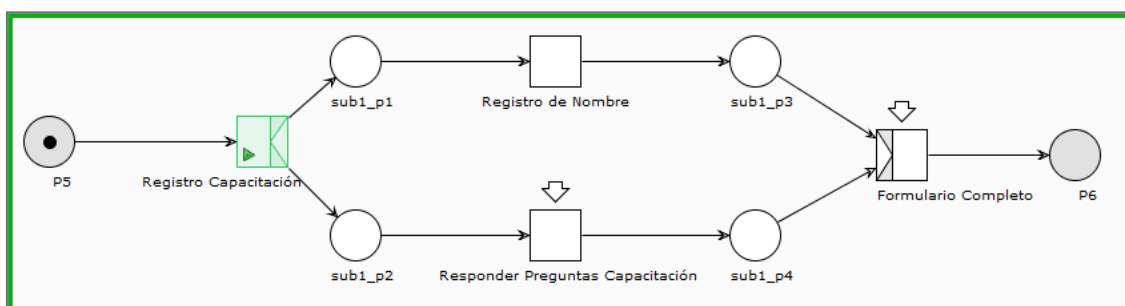 sub1_p1
Registro de Nombre
sub1_p3
P5
Registro Capacitación
Formulario Completo
P6
sub1_p2
Responder Preguntas Capacitación
sub1_p4